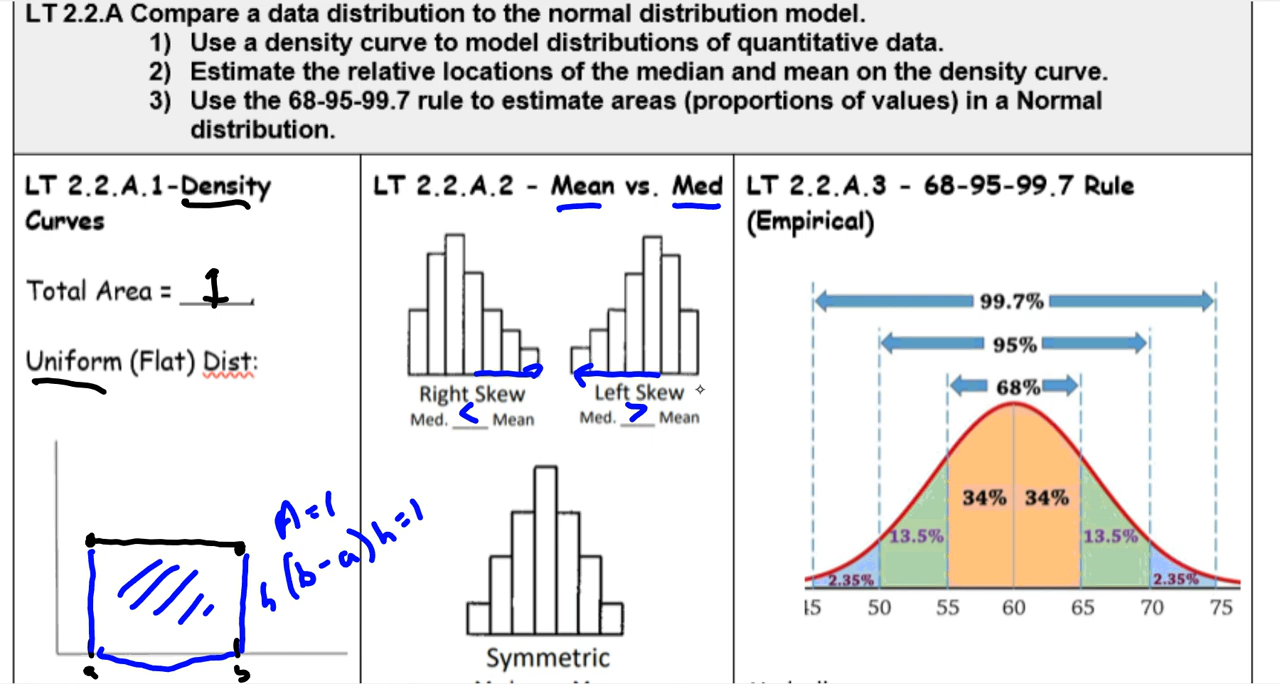 LT 2.2.A Compare a data distribution to the normal distribution model.
1) Use a density curve to model distributions of quantitative data.
2) Estimate the relative locations of the median and mean on the density curve.
3) Use the 68-95-99.7 rule to estimate areas (proportions of values) in a Normal
distribution.
LT 2.2.A.1-Density
Curves
Total Area = 1
Uniform (Flat) Dist:
A=1
(b-a)h=1
h
a b
LT 2.2.A.2 - Mean vs. Med
Right Skew
Med. < Mean
Left Skew
Med. > Mean
Symmetric
LT 2.2.A.3 - 68-95-99.7 Rule
(Empirical)
99.7%
95%
68%
34% 34%
13.5% 13.5%
2.35% 2.35%
45 50 55 60 65 70 75